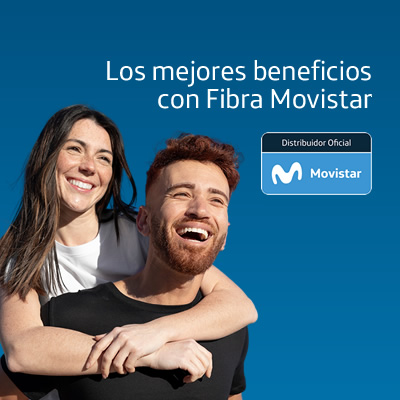 Los mejores beneficios
con Fibra Movistar
Distribuidor Oficial
Movistar